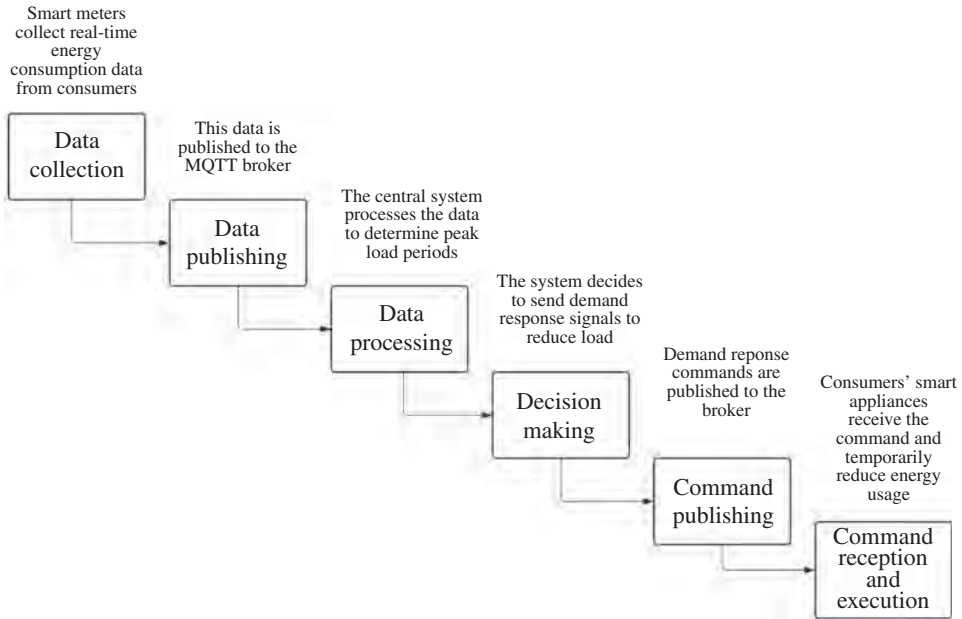 Smart meters
collect real-time
energy
consumption data
from consumers
Data
collection
This data is
published to the
MQTT broker
Data
publishing
The central system
processes the data
to determine peak
load periods
Data
processing
The system decides
to send demand
response signals to
reduce load
Decision
making
Demand reponse
commands are
published to the
broker
Command
publishing
Consumers’ smart
appliances
receive the
command and
temporarily
reduce energy
usage
Command
reception
and
execution